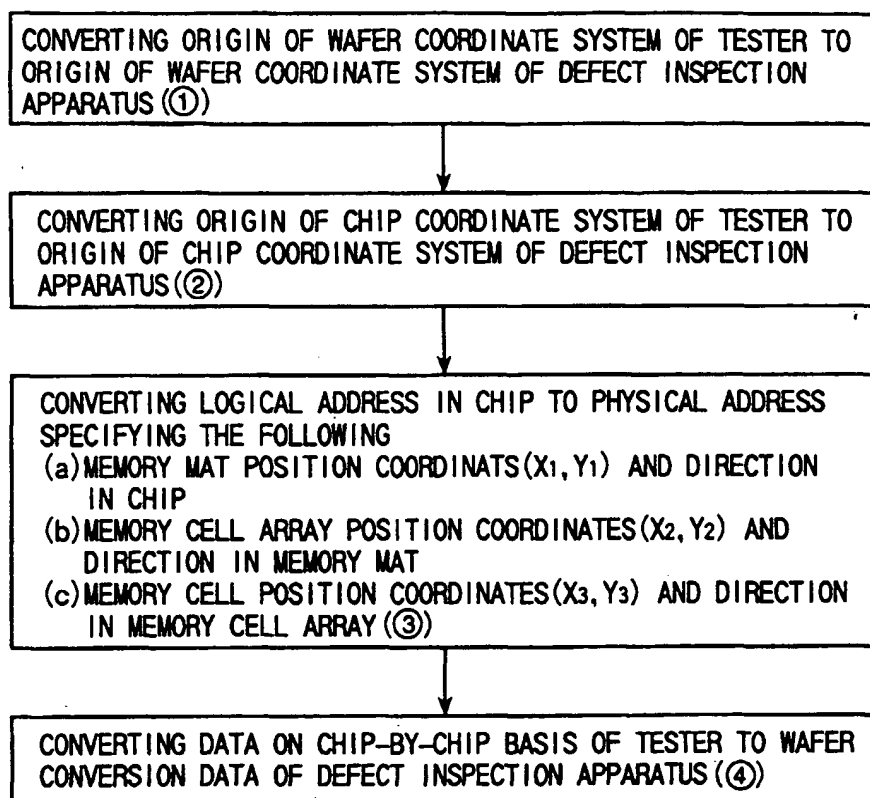 CONVERTING ORIGIN OF WAFER COORDINATE SYSTEM OF TESTER TO
ORIGIN OF WAFER COORDINATE SYSTEM OF DEFECT INSPECTION
APPARATUS(①)
CONVERTING ORIGIN OF CHIP COORDINATE SYSTEM OF TESTER TO
ORIGIN OF CHIP COORDINATE SYSTEM OF DEFECT INSPECTION
APPARATUS(②)
CONVERTING LOGICAL ADDRESS IN CHIP TO PHYSICAL ADDRESS
SPECIFYING THE FOLLOWING
(a)MEMORY MAT POSITION COORDINATS(X1,Y1) AND DIRECTION
IN CHIP
(b)MEMORY CELL ARRAY POSITION COORDINATES(X2,Y2) AND
DIRECTION IN MEMORY MAT
(c)MEMORY CELL POSITION COORDINATES(X3,Y3) AND DIRECTION
IN MEMORY CELL ARRAY(③)
CONVERTING DATA ON CHIP-BY-CHIP BASIS OF TESTER TO WAFER
CONVERSION DATA OF DEFECT INSPECTION APPARATUS(④)